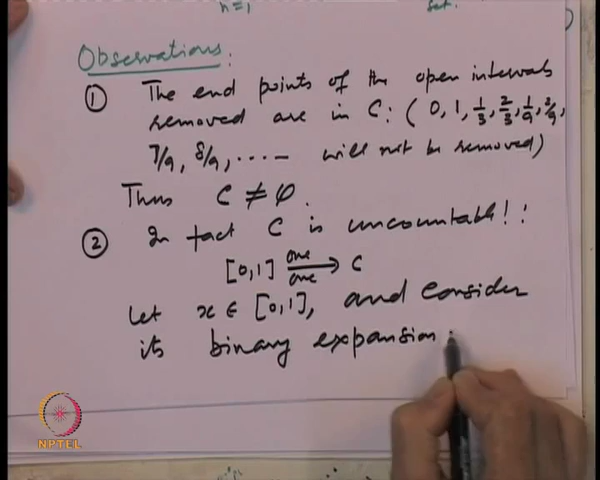 n=1
set.
Observations:
① The end points of the open intervals
removed are in C: ( 0, 1, 1/3, 2/3, 1/9, 2/9,
7/9, 8/9, ..... will not be removed)
Thus C ≠ φ.
② In fact C is uncountable!!:
[0,1] one one → C
Let x ∈ [0,1], and consider
its binary expansion
NPTEL